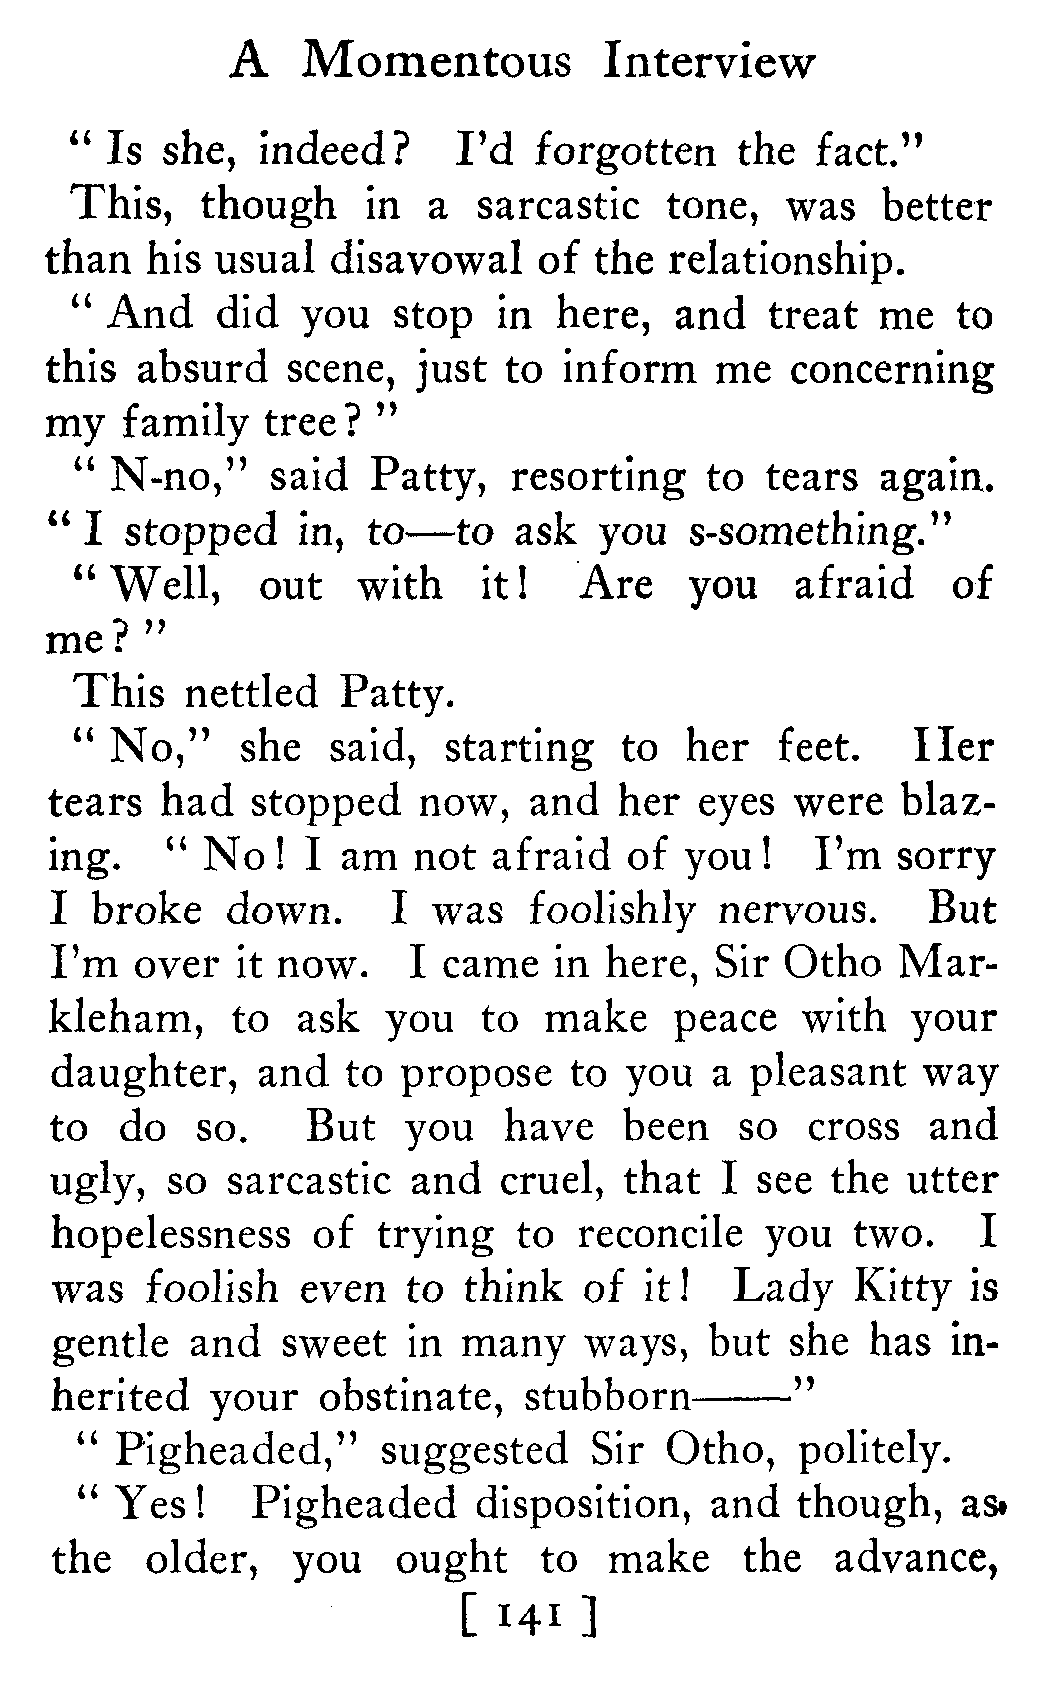 A Momentous Interview
“ Is she, indeed? I’d forgotten the fact.”
This, though in a sarcastic tone, was better
than his usual disavowal of the relationship.
“ And did you stop in here, and treat me to
this absurd scene, just to inform me concerning
my family tree? ”
“ N-no,” said Patty, resorting to tears again.
“ I stopped in, to—to ask you s-something.”
“ Well, out with it! Are you afraid of
me? ”
This nettled Patty.
“ No,” she said, starting to her feet. Her
tears had stopped now, and her eyes were blaz-
ing. “ No! I am not afraid of you! I’m sorry
I broke down. I was foolishly nervous. But
I’m over it now. I came in here, Sir Otho Mar-
kleham, to ask you to make peace with your
daughter, and to propose to you a pleasant way
to do so. But you have been so cross and
ugly, so sarcastic and cruel, that I see the utter
hopelessness of trying to reconcile you two. I
was foolish even to think of it! Lady Kitty is
gentle and sweet in many ways, but she has in-
herited your obstinate, stubborn——”
“ Pigheaded,” suggested Sir Otho, politely.
“ Yes! Pigheaded disposition, and though, as
the older, you ought to make the advance,
[ 141 ]